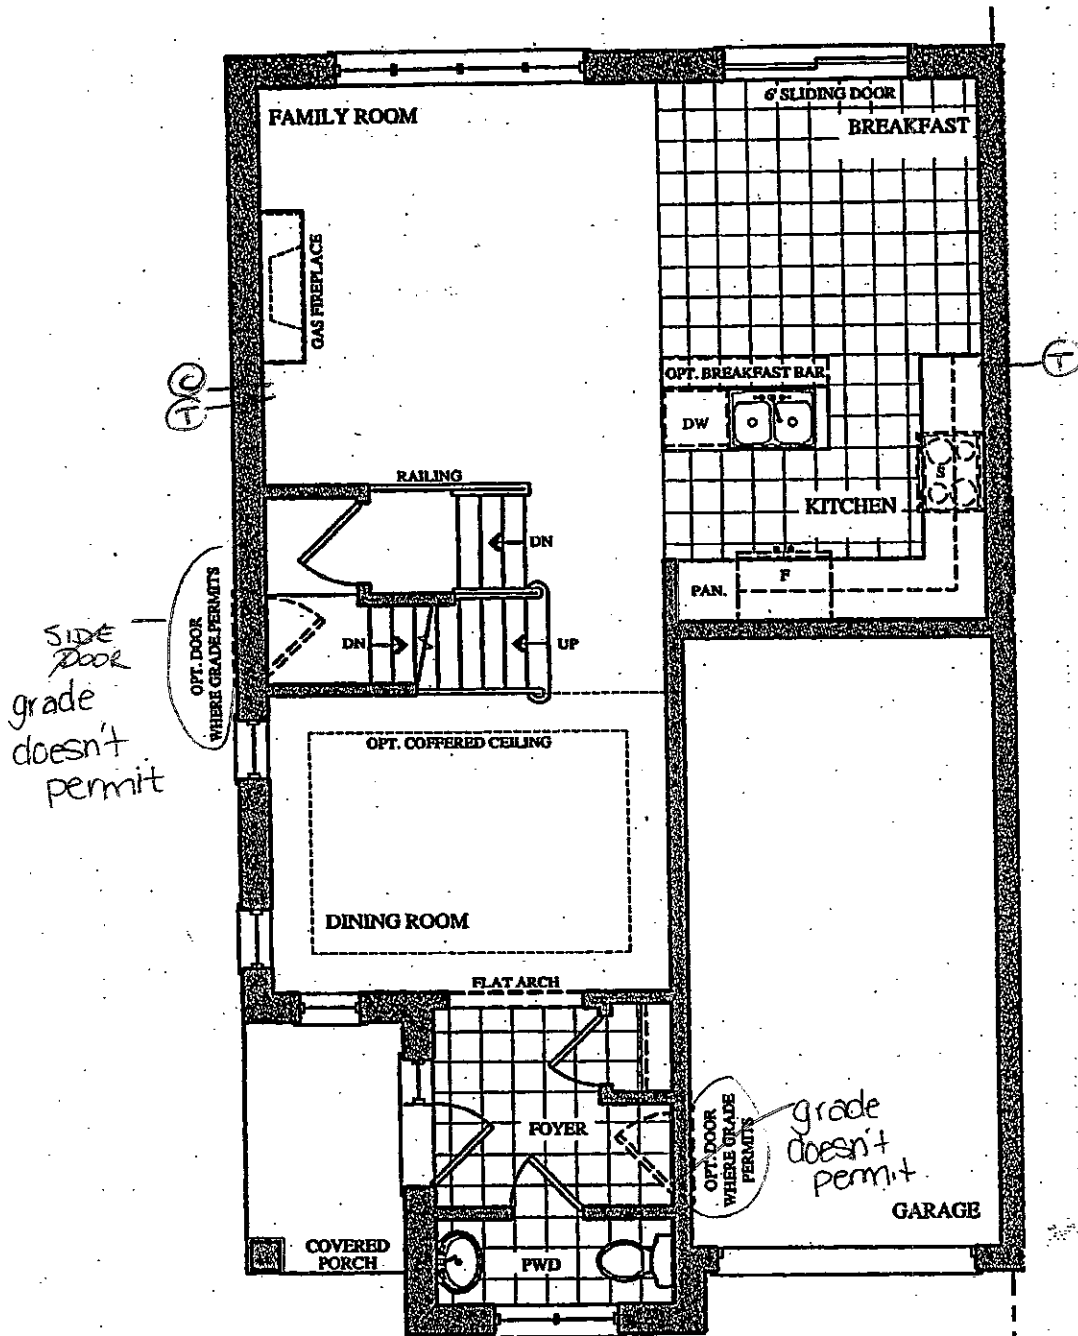 6' SLIDING DOOR
FAMILY ROOM
BREAKFAST
GAS FIREPLACE
C
T
T
OPT. BREAKFAST BAR
DW
S
RAILING
KITCHEN
DN
F
PAN.
OPT. DOOR
WHERE GRADE PERMITS
SIDE
DOOR
grade
doesn't
permit
DN
UP
OPT. COFFERED CEILING
DINING ROOM
FLAT ARCH
FOYER
OPT. DOOR
WHERE GRADE
PERMITS
grade
doesn't
permit
GARAGE
COVERED
PORCH
PWD